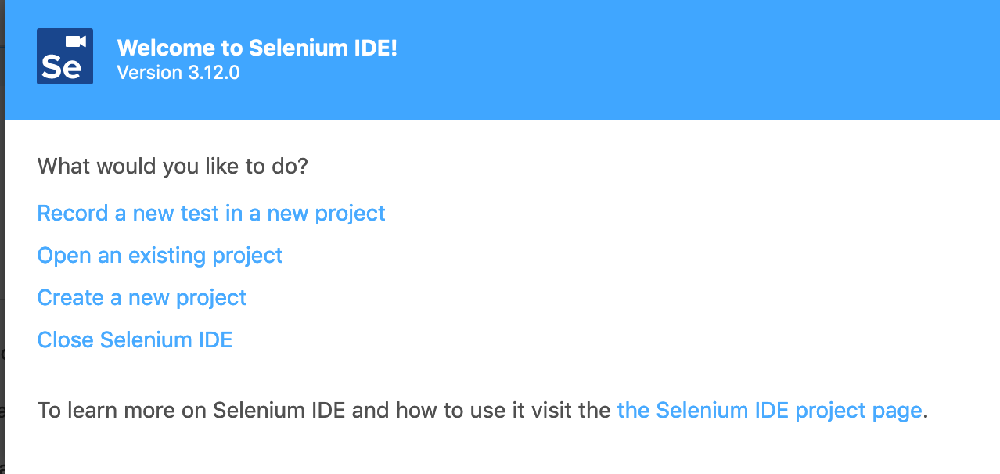 Se
Welcome to Selenium IDE!
Version 3.12.0
What would you like to do?
Record a new test in a new project
Open an existing project
Create a new project
Close Selenium IDE
To learn more on Selenium IDE and how to use it visit the the Selenium IDE project page.